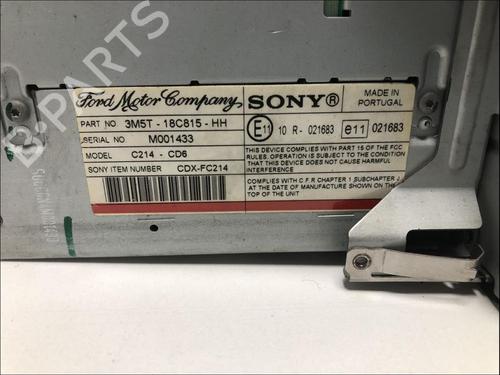 B-PARTS
Ford Motor Company SONY® MADE IN PORTUGAL
PART NO 3M5T - 18C815 - HH
SERIAL NO M001433
MODEL C214 - CD6
SONY ITEM NUMBER CDX-FC214
E11 10 R - 021683 e11 021683
THIS DEVICE COMPLIES WITH PART 15 OF THE FCC
RULES. OPERATION IS SUBJECT TO THE CONDITION
THAT THIS DEVICE DOES NOT CAUSE HARMFUL
INTERFERENCE
COMPLIES WITH C F R CHAPTER 1 SUBCHAPTER J
AT THE DATE OF MANUFACTURE SHOWN ON THE
TOP OF THE UNIT